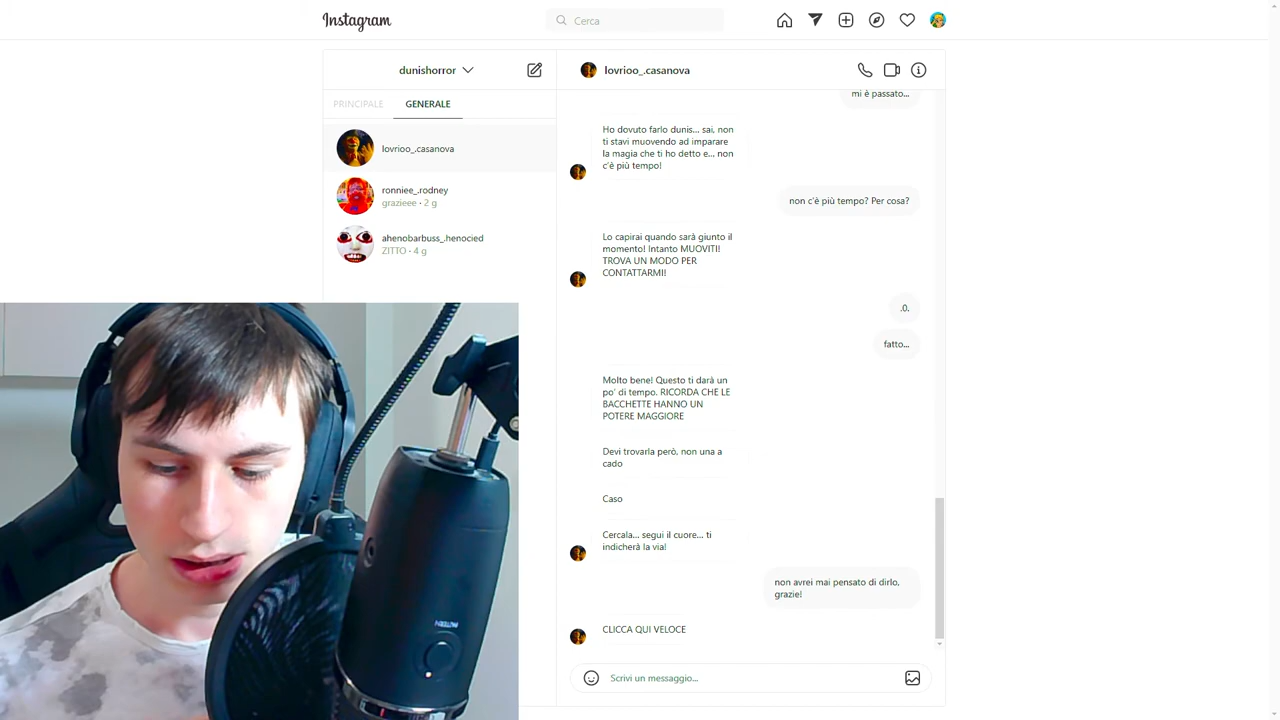 Instagram
Cerca
dunishorror
lovrioo_.casanova
PRINCIPALE
GENERALE
lovrioo_.casanova
ronniee_.rodney
grazieee · 2 g
ahenobarbuss_.henocied
ZITTO · 4 g
mi è passato...
Ho dovuto farlo dunis... sai, non
ti stavi muovendo ad imparare
la magia che ti ho detto e... non
c'è più tempo!
non c'è più tempo? Per cosa?
Lo capirai quando sarà giunto il
momento! Intanto MUOVITI!
TROVA UN MODO PER
CONTATTARMI!
.0.
fatto...
Molto bene! Questo ti darà un
po' di tempo. RICORDA CHE LE
BACCHETTE HANNO UN
POTERE MAGGIORE
Devi trovarla però, non una a
cado
Caso
Cercala... segui il cuore... ti
indicherà la via!
non avrei mai pensato di dirlo,
grazie!
CLICCA QUI VELOCE
Scrivi un messaggio...